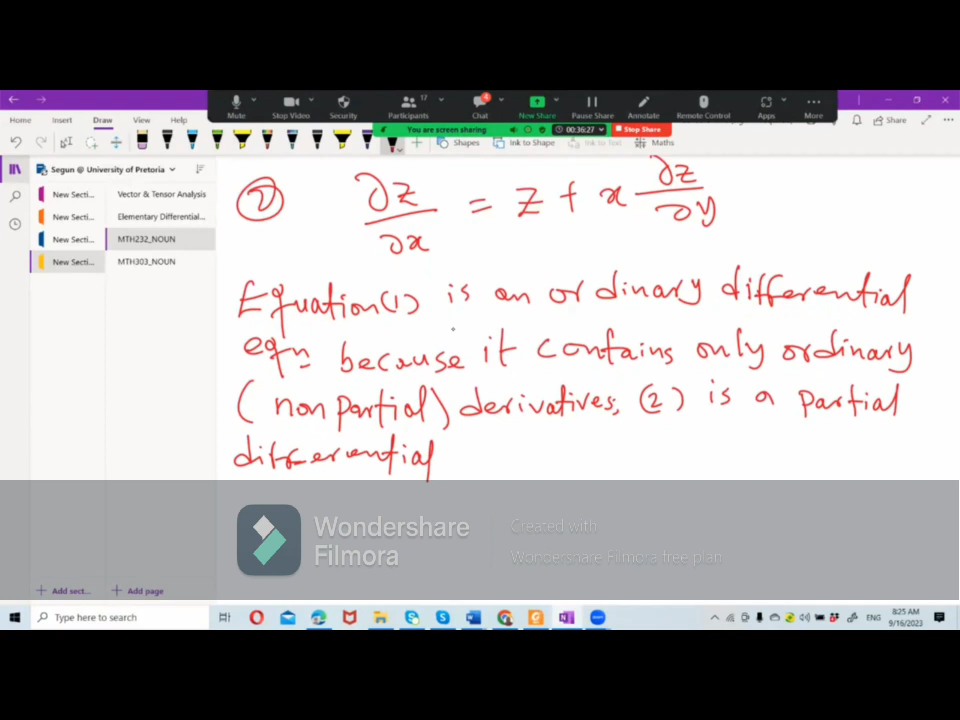 Mute Stop Video Security Participants 17 Chat 4 New Share Pause Share Annotate Remote Control Apps More
You are screen sharing 00:36:27 Stop Share
Home Insert Draw View Help Share
Shapes Ink to Shape Ink to Text Maths
Segun @ University of Pretoria
New Secti... Vector & Tensor Analysis
New Secti... Elementary Differential...
New Secti... MTH232_NOUN
New Secti... MTH303_NOUN
② ∂z/∂x = z + x ∂z/∂y
Equation(1) is an ordinary differential
eqn because it contains only ordinary
(nonpartial) derivatives, (2) is a partial
differential
Wondershare
Filmora
Created with
Wondershare Filmora free plan
+ Add sect... + Add page
Type here to search
ENG 8:25 AM
9/16/2023